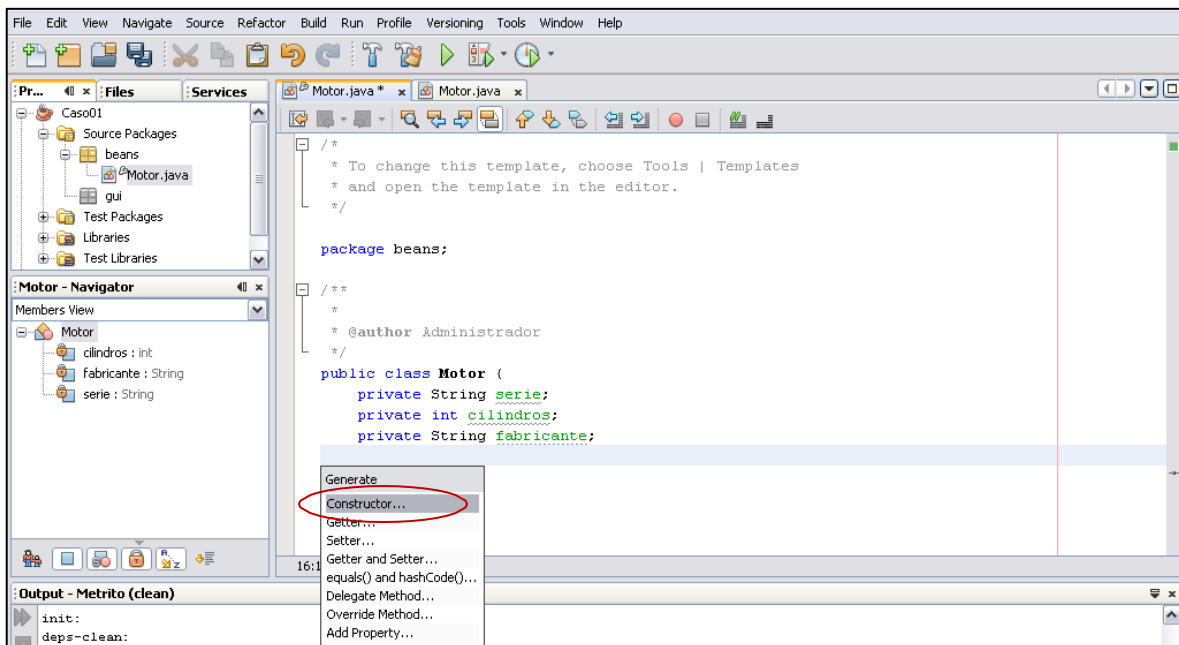 File Edit View Navigate Source Refactor Build Run Profile Versioning Tools Window Help
Pr... Files Services
Caso01
Source Packages
beans
Motor.java
gui
Test Packages
Libraries
Test Libraries
Motor - Navigator
Members View
Motor
cilindros : int
fabricante : String
serie : String
Motor.java * x Motor.java x
/*
* To change this template, choose Tools | Templates
* and open the template in the editor.
*/
package beans;
/**
*
* @author Administrador
*/
public class Motor {
private String serie;
private int cilindros;
private String fabricante;
Generate
Constructor...
Getter...
Setter...
Getter and Setter...
equals() and hashCode()...
Delegate Method...
Override Method...
Add Property...
Output - Metrito (clean)
init:
deps-clean: